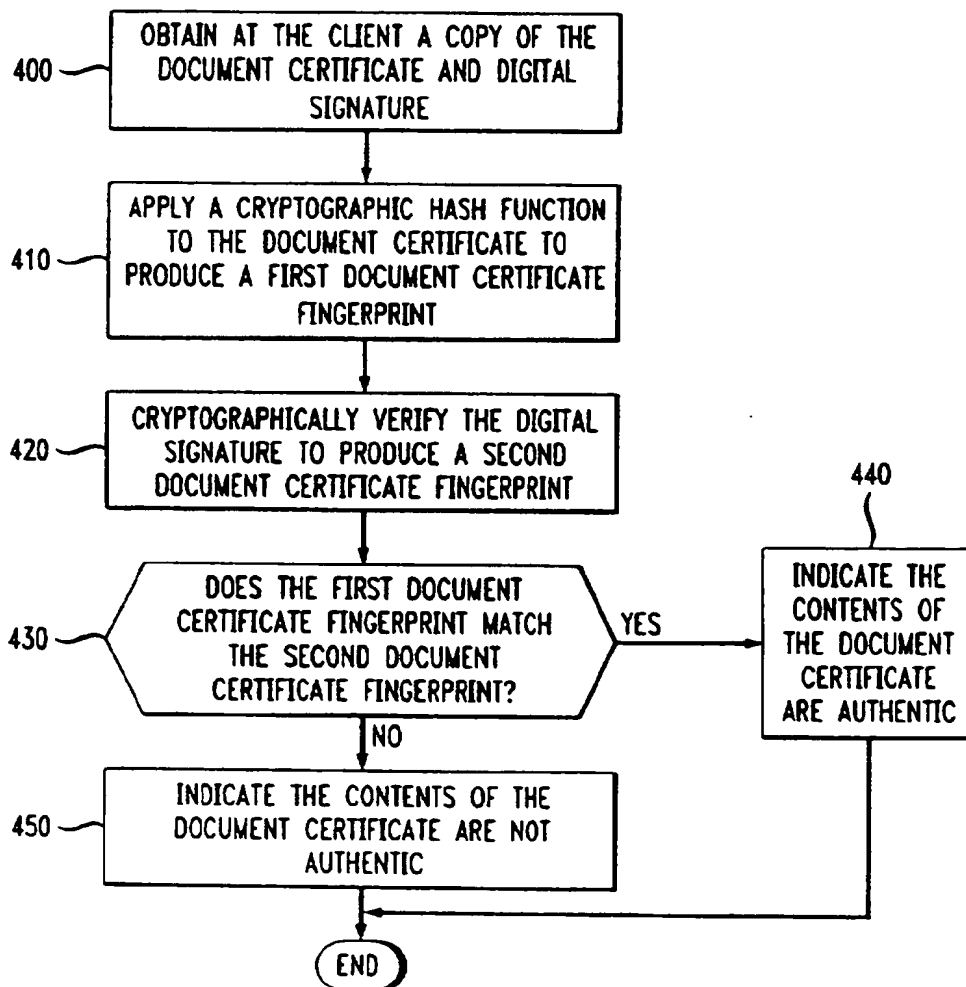 400
OBTAIN AT THE CLIENT A COPY OF THE
DOCUMENT CERTIFICATE AND DIGITAL
SIGNATURE
410
APPLY A CRYPTOGRAPHIC HASH FUNCTION
TO THE DOCUMENT CERTIFICATE TO
PRODUCE A FIRST DOCUMENT CERTIFICATE
FINGERPRINT
420
CRYPTOGRAPHICALLY VERIFY THE DIGITAL
SIGNATURE TO PRODUCE A SECOND
DOCUMENT CERTIFICATE FINGERPRINT
430
DOES THE FIRST DOCUMENT
CERTIFICATE FINGERPRINT MATCH
THE SECOND DOCUMENT
CERTIFICATE FINGERPRINT?
YES
440
INDICATE THE
CONTENTS OF
THE DOCUMENT
CERTIFICATE
ARE AUTHENTIC
NO
450
INDICATE THE CONTENTS OF THE
DOCUMENT CERTIFICATE ARE NOT
AUTHENTIC
END